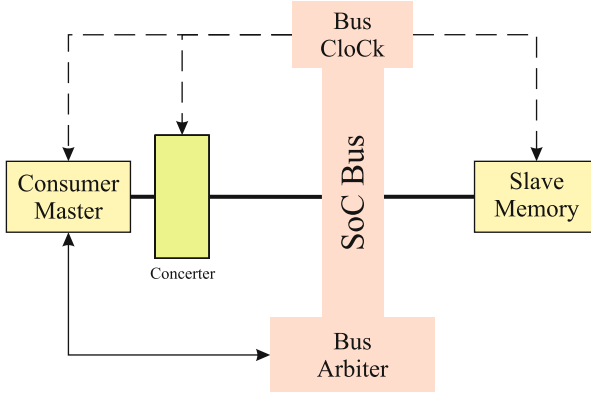 Bus
CloCk
Consumer
Master
SoC Bus
Slave
Memory
Concerter
Bus
Arbiter